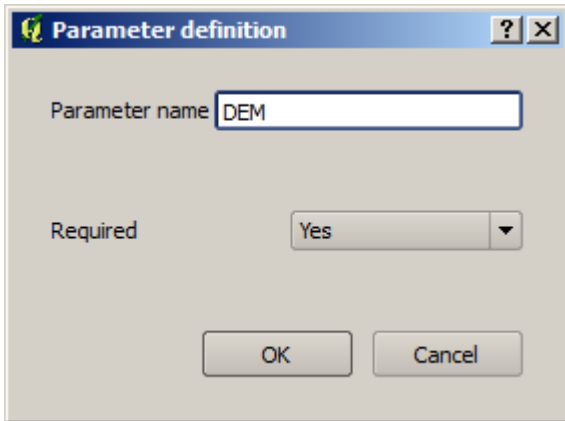 Parameter definition
Parameter name DEM
Required Yes
OK Cancel